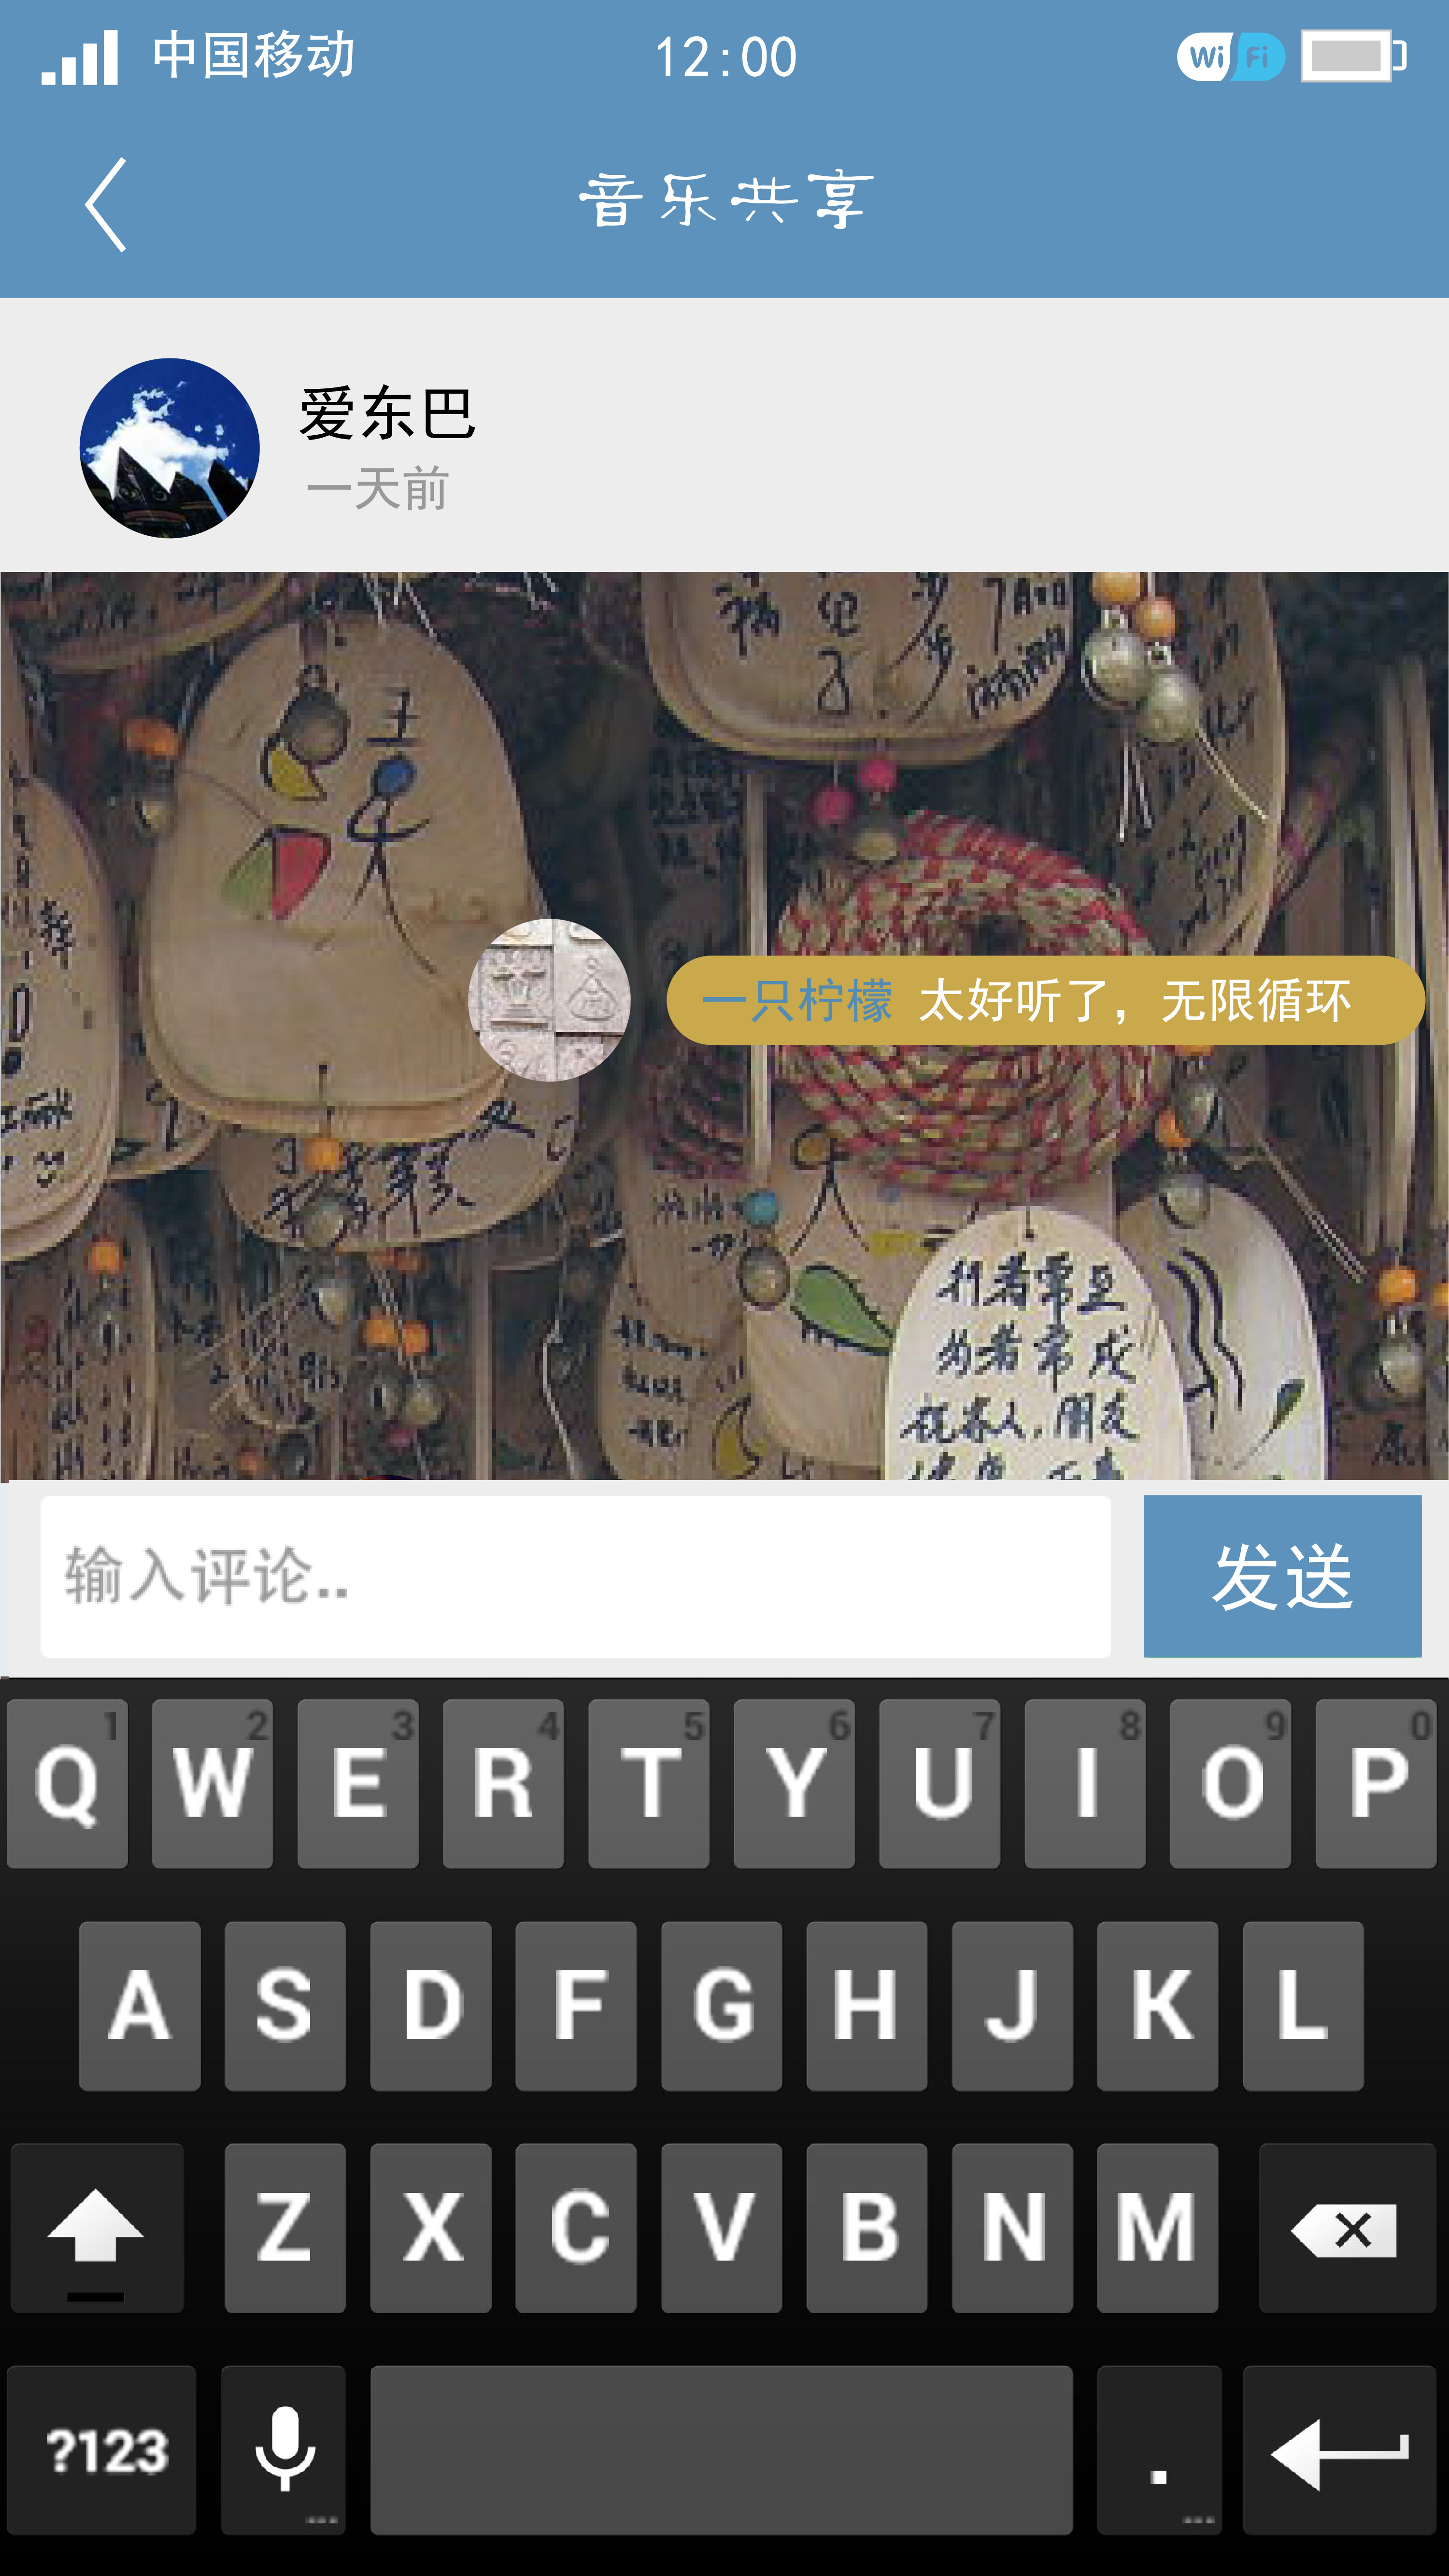 中国移动 12:00 Wi Fi
音乐共享
爱东巴
一天前
一只柠檬 太好听了，无限循环
输入评论..
发送
1 2 3 4 5 6 7 8 9 0
Q W E R T Y U I O P
A S D F G H J K L
Z X C V B N M
?123 .